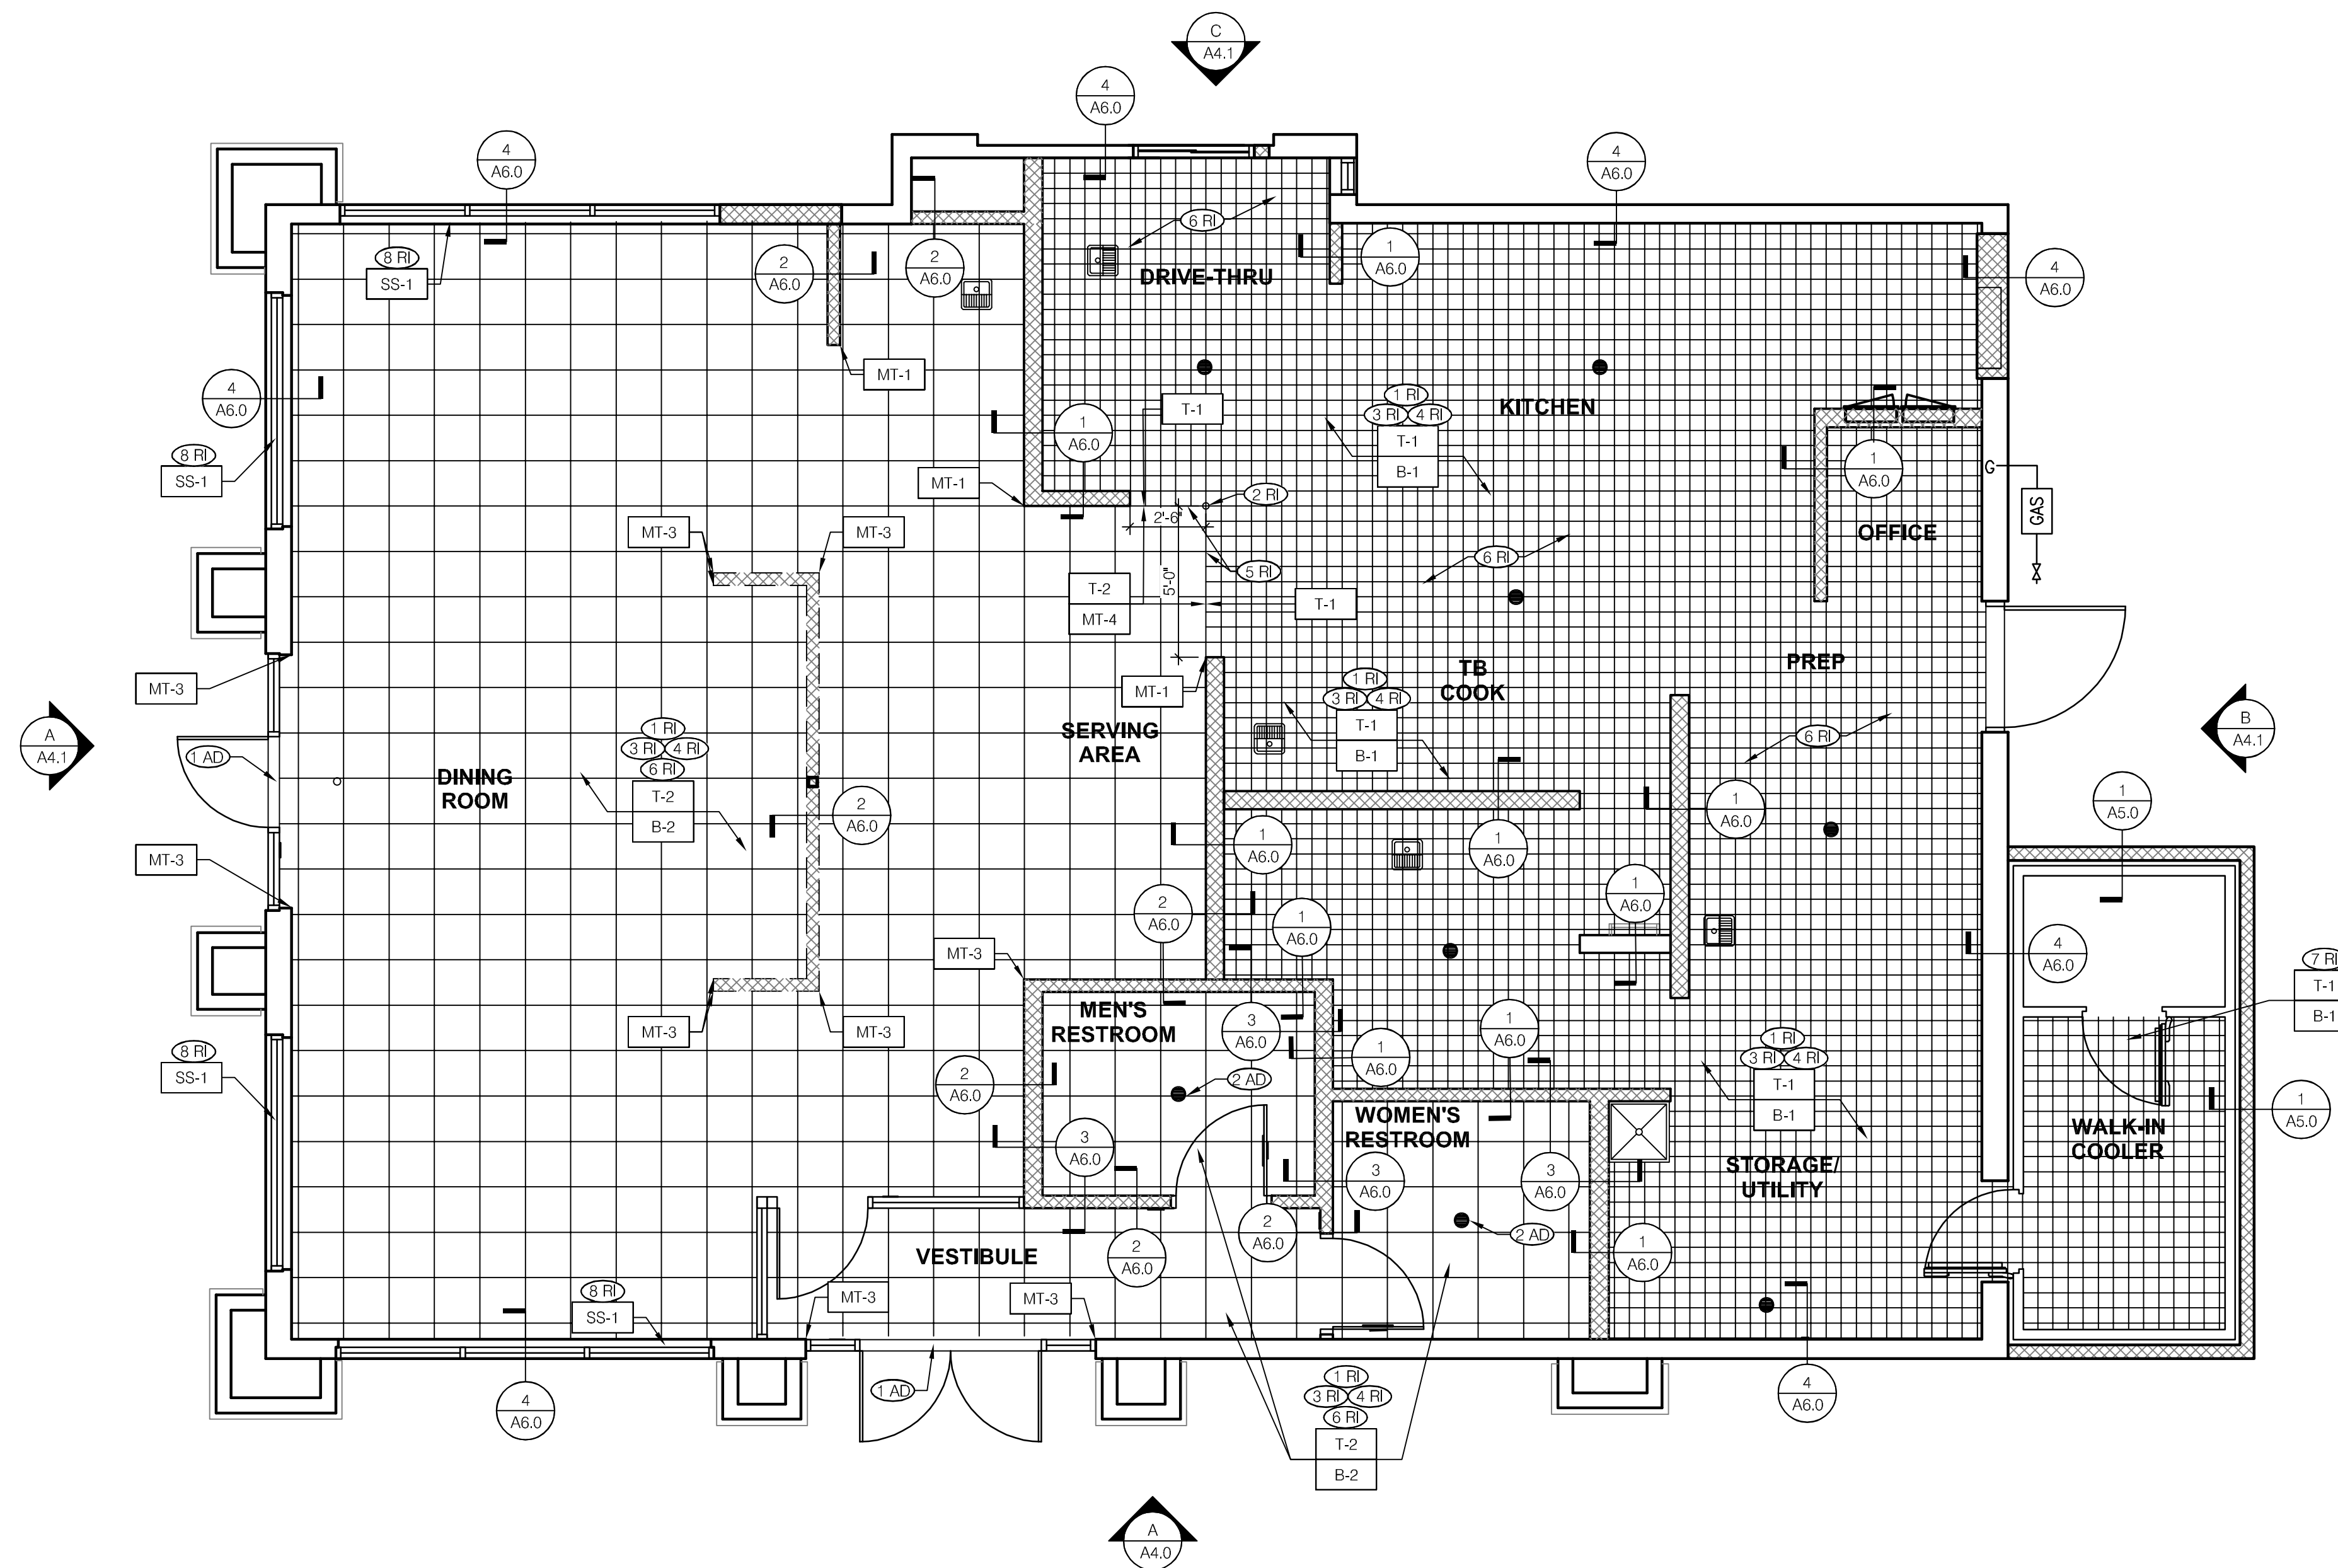 C
A4.1
4
A6.0
4
A6.0
4
A6.0
6 RI
8 RI
SS-1
2
A6.0
2
A6.0
1
A6.0
DRIVE-THRU
4
A6.0
4
A6.0
MT-1
T-1
1 RI
3 RI
4 RI
T-1
B-1
KITCHEN
1
A6.0
8 RI
SS-1
MT-1
1
A6.0
G
GAS
2 RI
2'-6"
MT-3
MT-3
OFFICE
6 RI
5 RI
5'-0"
T-2
MT-4
T-1
MT-3
MT-1
TB
COOK
PREP
1 RI
3 RI
4 RI
T-1
B-1
A
A4.1
1 AD
1 RI
3 RI
4 RI
6 RI
T-2
B-2
SERVING
AREA
6 RI
B
A4.1
DINING
ROOM
2
A6.0
1
A6.0
1
A5.0
MT-3
1
A6.0
1
A6.0
1
A6.0
2
A6.0
1
A6.0
MT-3
4
A6.0
7 RI
T-1
B-1
MT-3
MT-3
MEN'S
RESTROOM
3
A6.0
1
A6.0
1
A6.0
1 RI
3 RI
4 RI
T-1
B-1
8 RI
SS-1
2
A6.0
2 AD
1
A5.0
WOMEN'S
RESTROOM
WALK-IN
COOLER
3
A6.0
3
A6.0
3
A6.0
STORAGE/
UTILITY
2
A6.0
2 AD
VESTIBULE
2
A6.0
1
A6.0
8 RI
SS-1
MT-3
MT-3
1 AD
4
A6.0
1 RI
3 RI
4 RI
6 RI
T-2
B-2
4
A6.0
A
A4.0